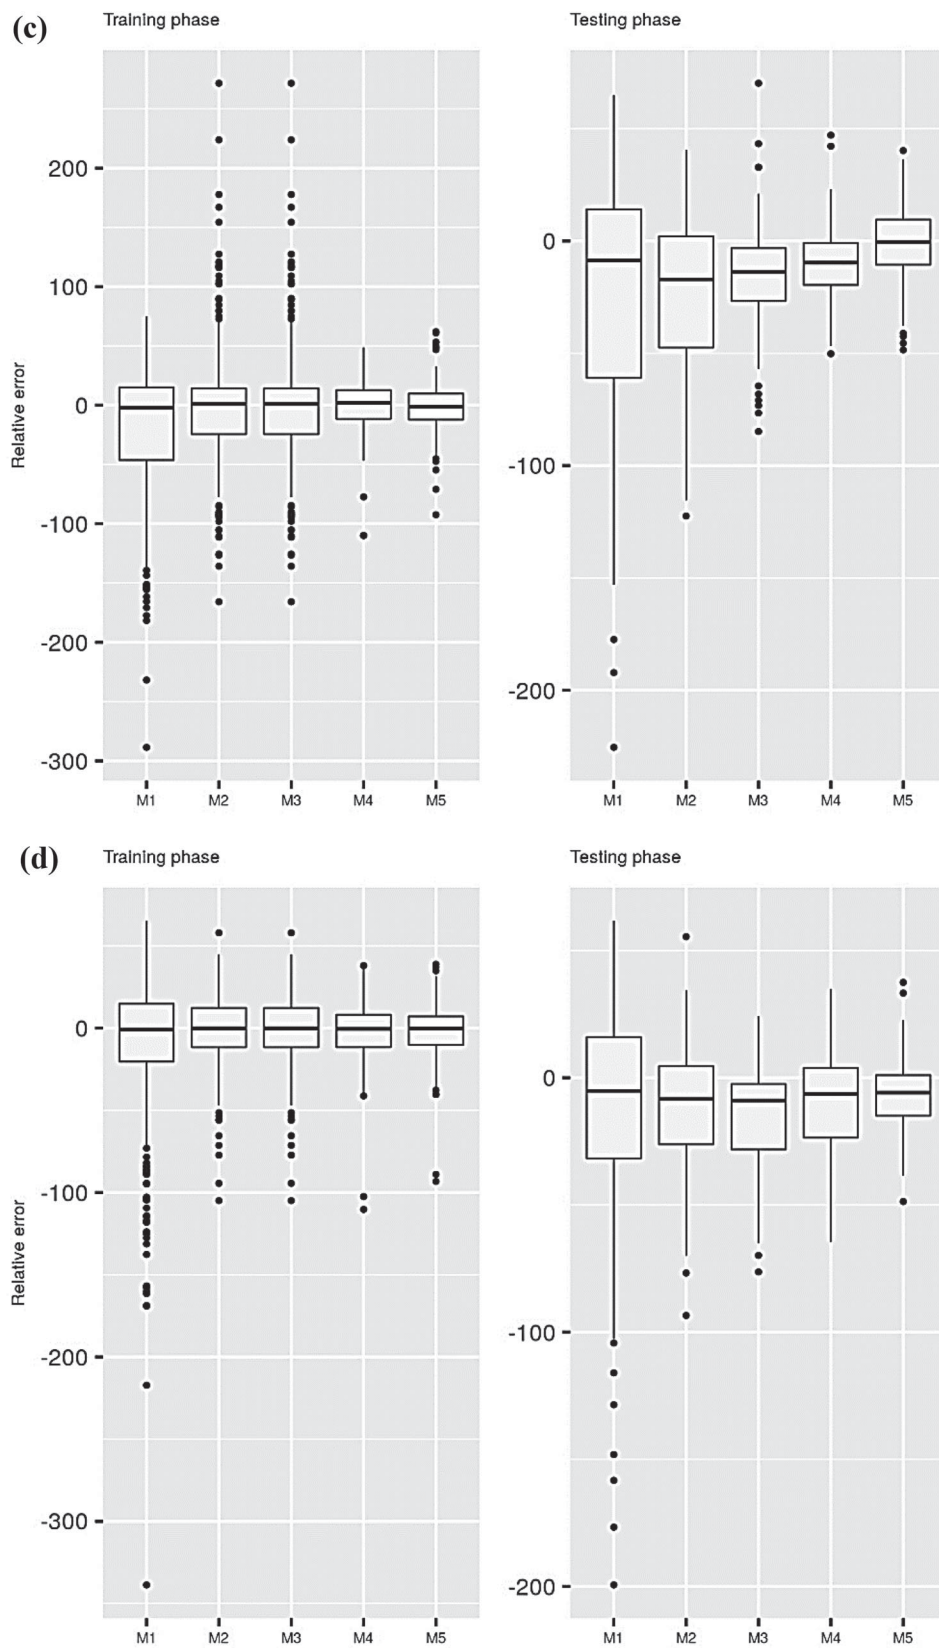 (c)
Training phase
Testing phase
Relative error
200
100
0
-100
-200
-300
0
-100
-200
M1 M2 M3 M4 M5
M1 M2 M3 M4 M5
(d)
Training phase
Testing phase
Relative error
0
-100
-200
-300
0
-100
-200
M1 M2 M3 M4 M5
M1 M2 M3 M4 M5